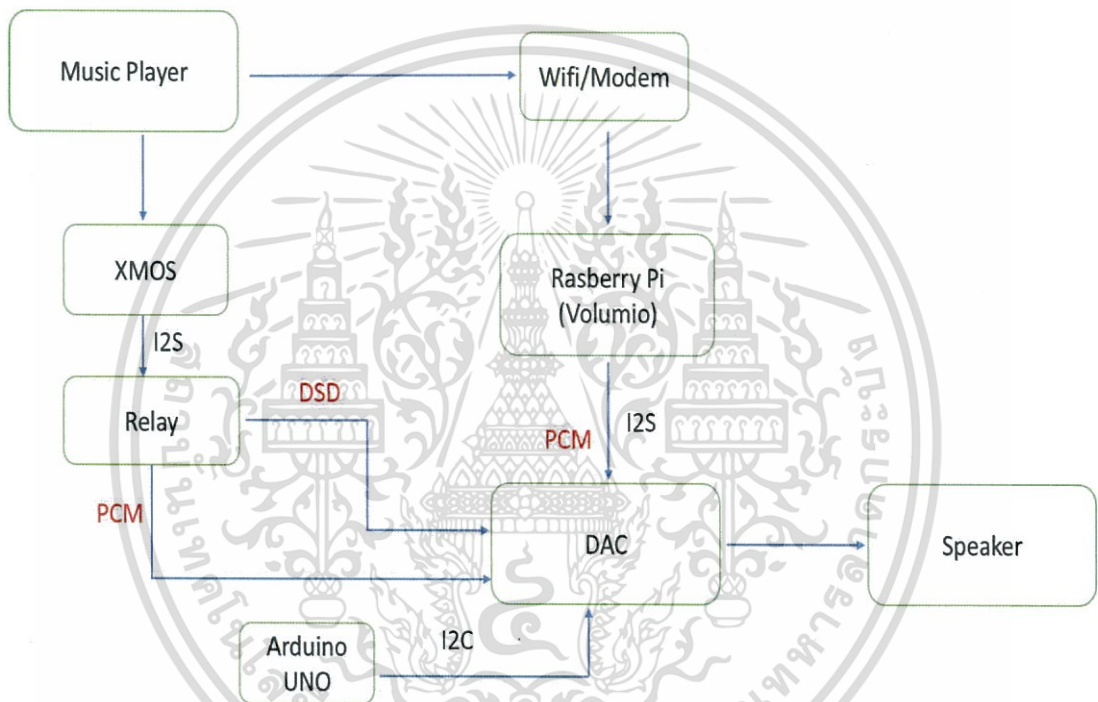 Music Player
Wifi/Modem
XMOS
Rasberry Pi
(Volumio)
I2S
Relay
DSD
PCM
I2S
PCM
DAC
Speaker
Arduino
UNO
I2C